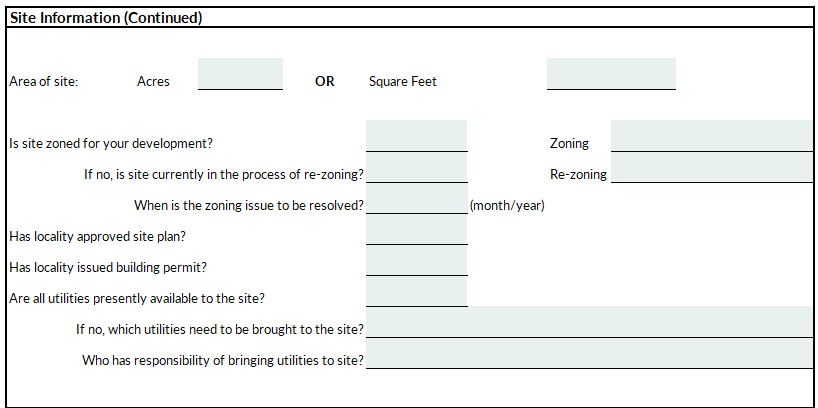 Site Information (Continued)
Area of site: Acres OR Square Feet
Is site zoned for your development? Zoning
If no, is site currently in the process of re-zoning? Re-zoning
When is the zoning issue to be resolved? (month/year)
Has locality approved site plan?
Has locality issued building permit?
Are all utilities presently available to the site?
If no, which utilities need to be brought to the site?
Who has responsibility of bringing utilities to site?